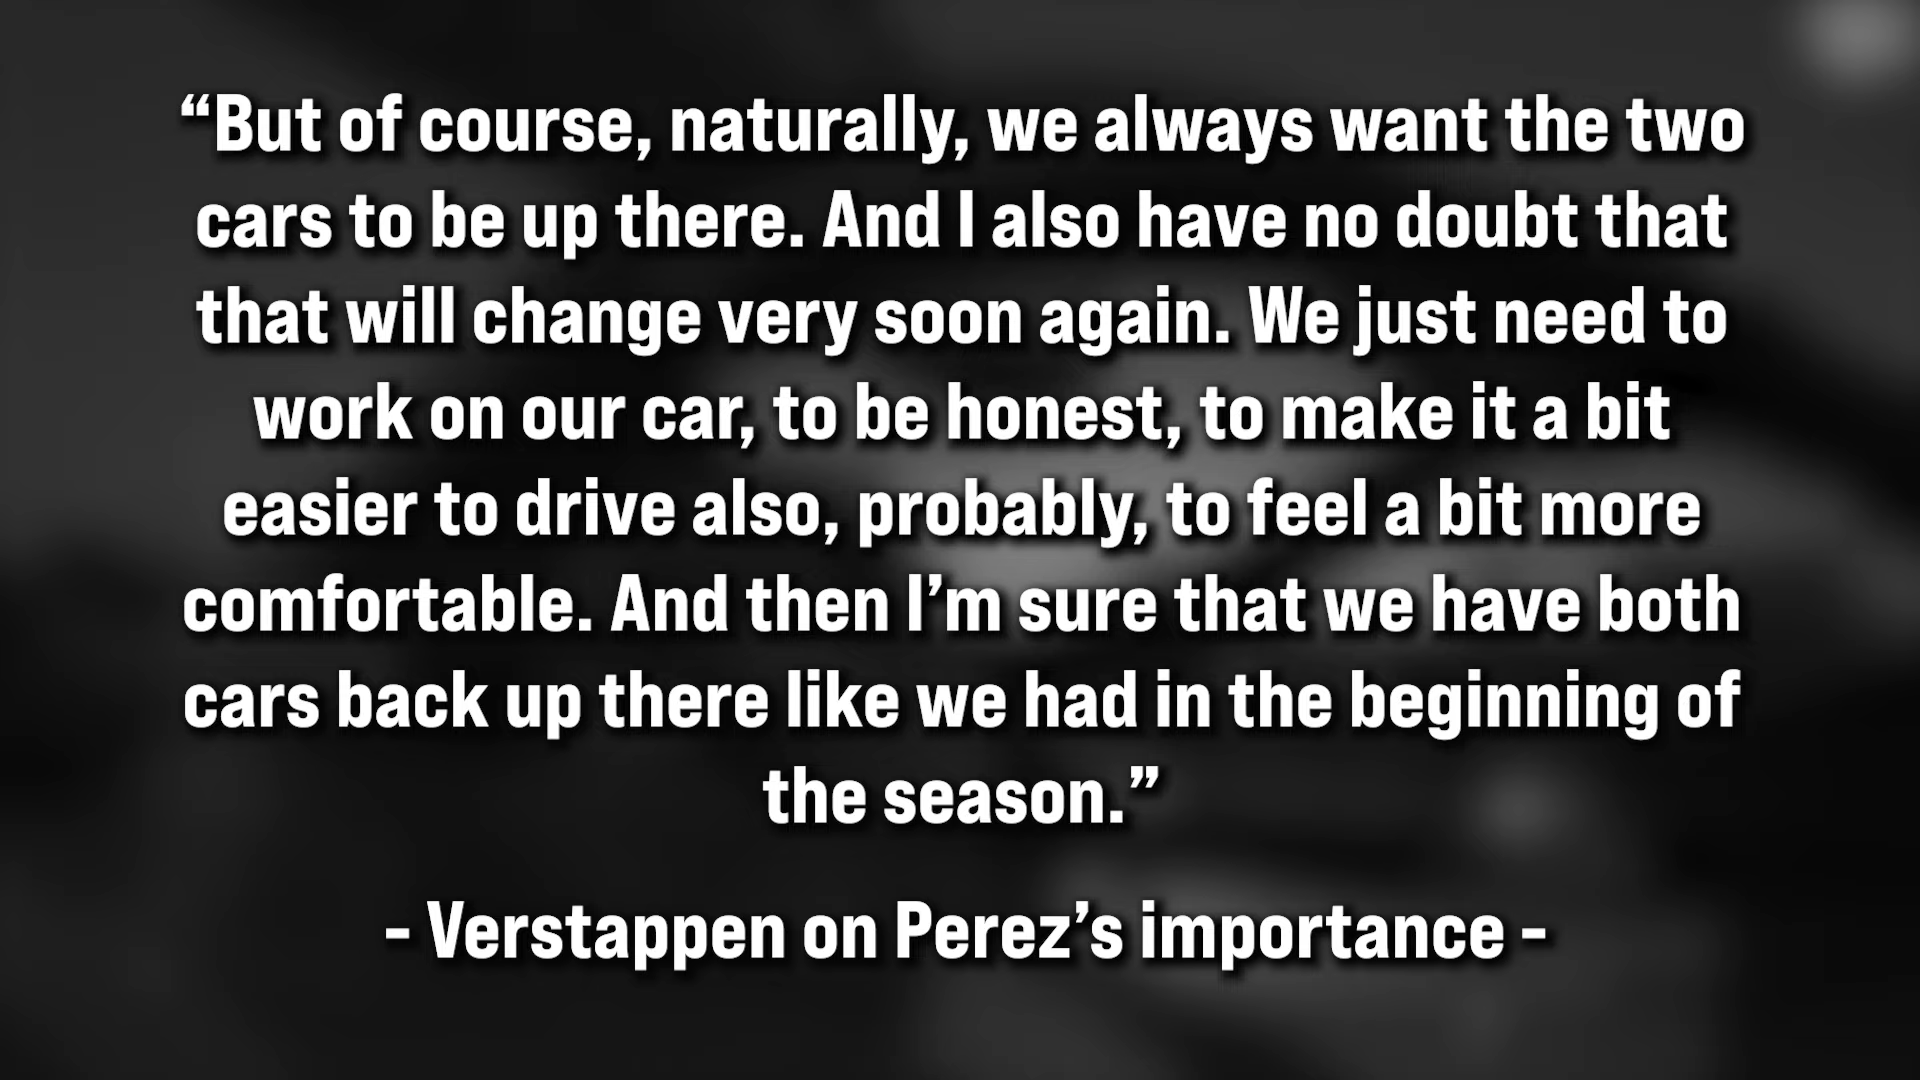 “But of course, naturally, we always want the two
cars to be up there. And I also have no doubt that
that will change very soon again. We just need to
work on our car, to be honest, to make it a bit
easier to drive also, probably, to feel a bit more
comfortable. And then I’m sure that we have both
cars back up there like we had in the beginning of
the season.”
- Verstappen on Perez’s importance -